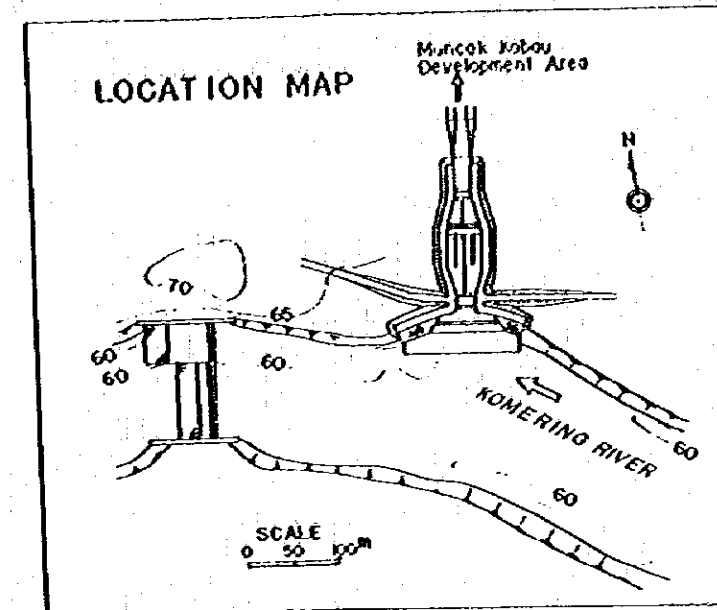 Muncak Kabau
Development Area
LOCATION MAP
N
70
65
60
60
60
KOMERING RIVER
60
60
SCALE
0 50 100m